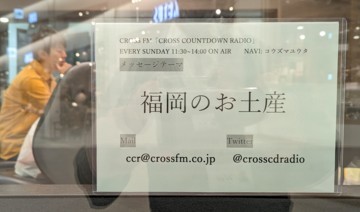 CROSS FM「CROSS COUNTDOWN RADIO」
EVERY SUNDAY 11:30~14:00 ON AIR NAVI: コウズマユウタ
メッセージテーマ
福岡のお土産
Mail Twitter
ccr@crossfm.co.jp @crosscdradio